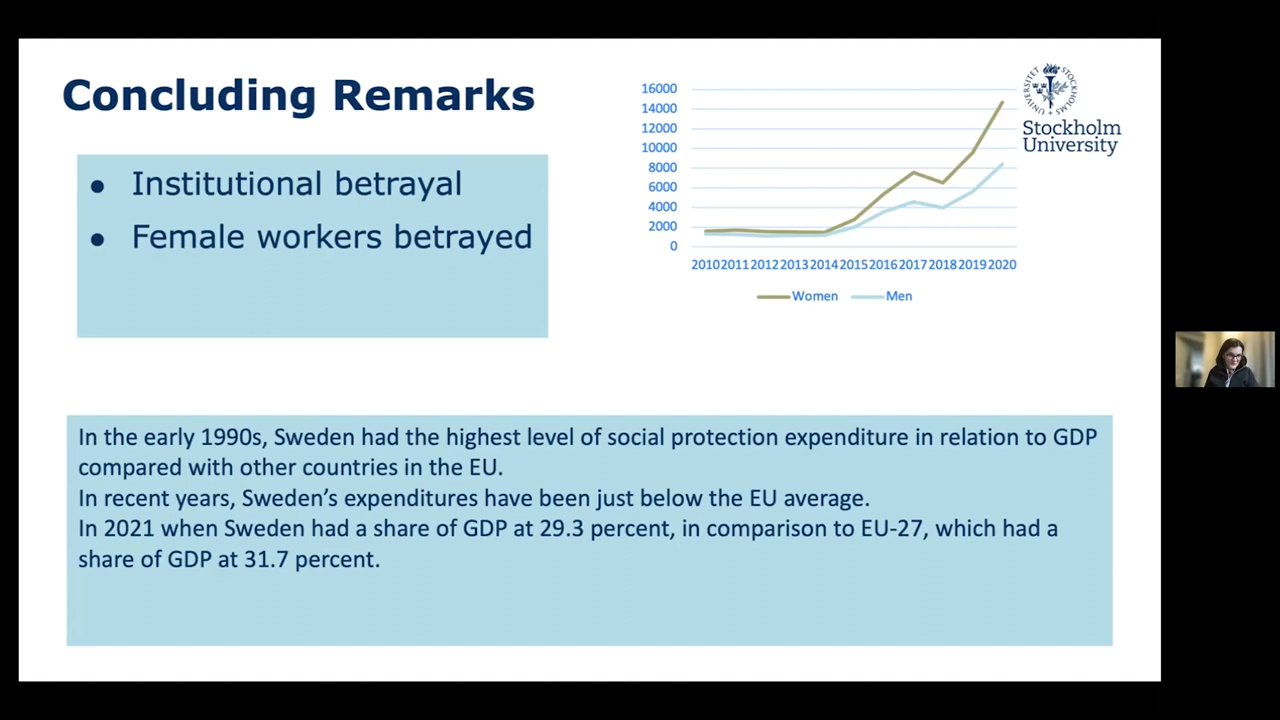 Concluding Remarks
● Institutional betrayal
● Female workers betrayed
16000
14000
12000
10000
8000
6000
4000
2000
0
2010 2011 2012 2013 2014 2015 2016 2017 2018 2019 2020
Women Men
STOCKHOLMS UNIVERSITET
Stockholm
University
In the early 1990s, Sweden had the highest level of social protection expenditure in relation to GDP
compared with other countries in the EU.
In recent years, Sweden’s expenditures have been just below the EU average.
In 2021 when Sweden had a share of GDP at 29.3 percent, in comparison to EU-27, which had a
share of GDP at 31.7 percent.